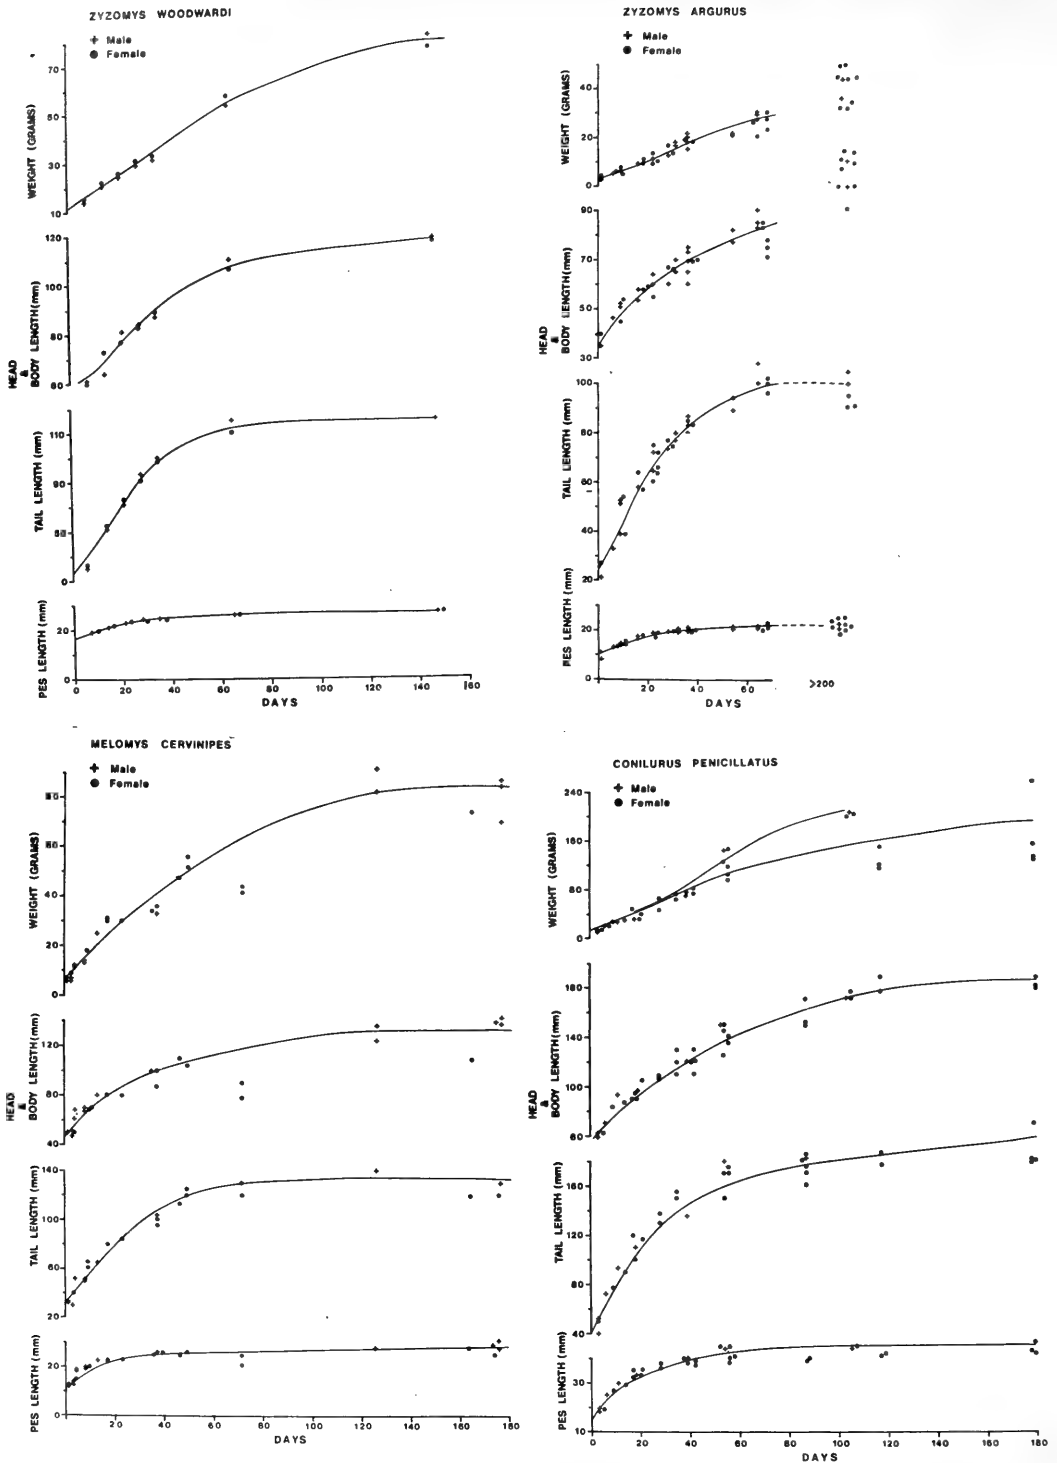 ZYZOMYS WOODWARDI
Male
Female
WEIGHT (GRAMS)
70
50
30
10
HEAD & BODY LENGTH (mm)
120
100
80
60
TAIL LENGTH (mm)
110
90
50
0
PES LENGTH (mm)
20
0
0 20 40 60 80 100 120 140 160
DAYS
ZYZOMYS ARGURUS
Male
Female
WEIGHT (GRAMS)
40
20
0
HEAD & BODY LENGTH (mm)
90
70
50
30
TAIL LENGTH (mm)
100
80
60
40
20
PES LENGTH (mm)
20
0
20 40 60 >200
DAYS
MELOMYS CERVINIPES
Male
Female
WEIGHT (GRAMS)
80
60
40
20
0
HEAD & BODY LENGTH (mm)
120
80
40
TAIL LENGTH (mm)
140
100
60
20
PES LENGTH (mm)
20
0
20 40 60 80 100 120 140 160 180
DAYS
CONILURUS PENICILLATUS
Male
Female
WEIGHT (GRAMS)
240
160
80
0
HEAD & BODY LENGTH (mm)
180
140
100
60
TAIL LENGTH (mm)
160
120
80
40
PES LENGTH (mm)
30
10
0 20 40 60 80 100 120 140 160 180
DAYS